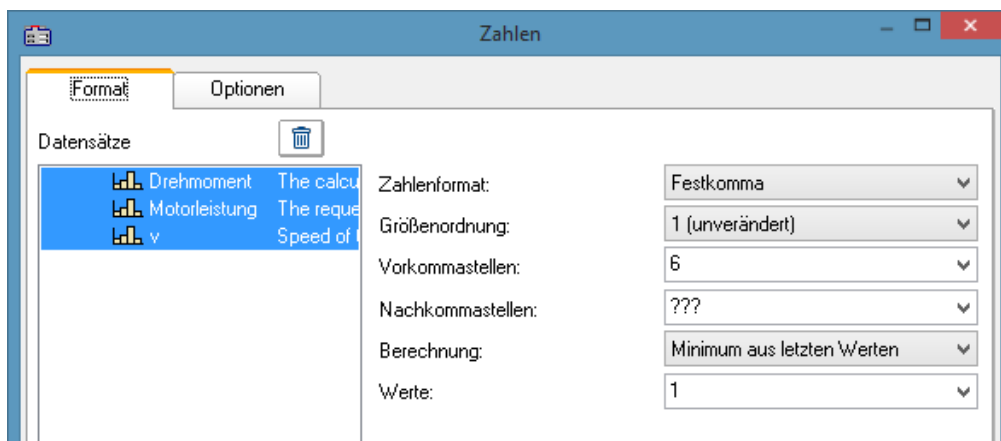 Zahlen
Format Optionen
Datensätze
Drehmoment The calcu
Motorleistung The reque
v Speed of
Zahlenformat: Festkomma
Größenordnung: 1 (unverändert)
Vorkommastellen: 6
Nachkommastellen: ???
Berechnung: Minimum aus letzten Werten
Werte: 1